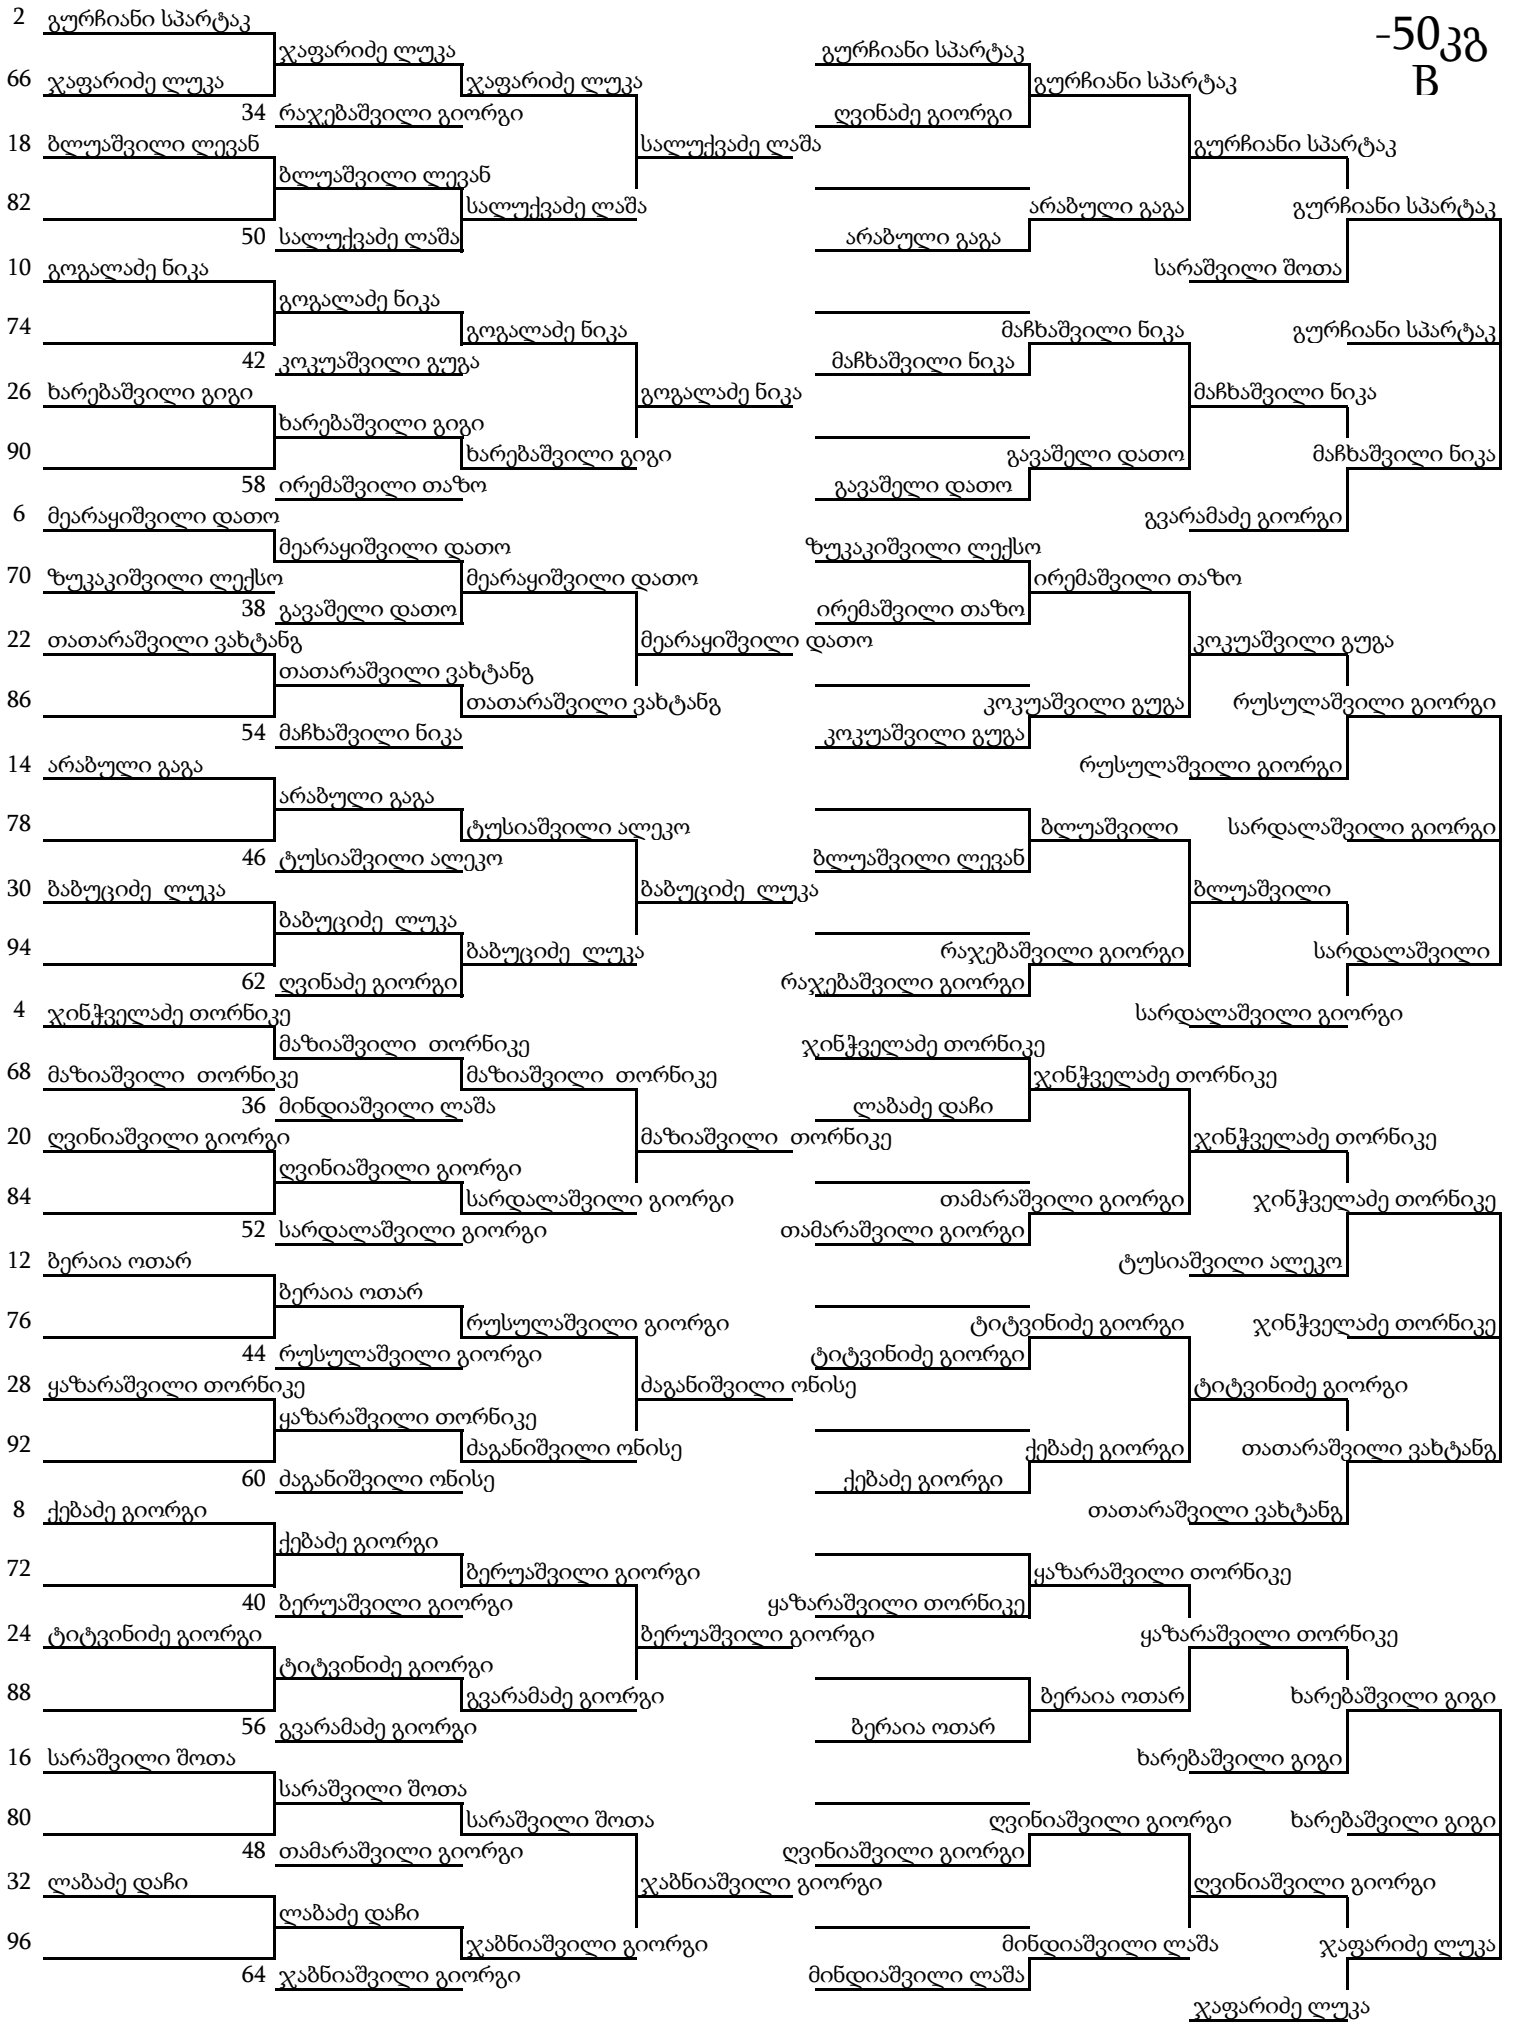 2 გურჩიანი სპარტაკ
-50კგ
B
ჯაფარიძე ლუკა
გურჩიანი სპარტაკ
66 ჯაფარიძე ლუკა
ჯაფარიძე ლუკა
გურჩიანი სპარტაკ
34 რაჯებაშვილი გიორგი
ღვინაძე გიორგი
18 ბლუაშვილი ლევან
სალუქვაძე ლაშა
გურჩიანი სპარტაკ
ბლუაშვილი ლევან
82
სალუქვაძე ლაშა
არაბული გაგა
გურჩიანი სპარტაკ
50 სალუქვაძე ლაშა
არაბული გაგა
10 გოგალაძე ნიკა
სარაშვილი შოთა
გოგალაძე ნიკა
74
გოგალაძე ნიკა
მაჩხაშვილი ნიკა
გურჩიანი სპარტაკ
42 კოკუაშვილი გუგა
მაჩხაშვილი ნიკა
26 ხარებაშვილი გიგი
გოგალაძე ნიკა
მაჩხაშვილი ნიკა
ხარებაშვილი გიგი
90
ხარებაშვილი გიგი
გავაშელი დათო
მაჩხაშვილი ნიკა
58 ირემაშვილი თაზო
გავაშელი დათო
6 მეარაყიშვილი დათო
გვარამაძე გიორგი
მეარაყიშვილი დათო
ზუკაკიშვილი ლექსო
70 ზუკაკიშვილი ლექსო
მეარაყიშვილი დათო
ირემაშვილი თაზო
38 გავაშელი დათო
ირემაშვილი თაზო
22 თათარაშვილი ვახტანგ
მეარაყიშვილი დათო
კოკუაშვილი გუგა
თათარაშვილი ვახტანგ
86
თათარაშვილი ვახტანგ
კოკუაშვილი გუგა
რუსულაშვილი გიორგი
54 მაჩხაშვილი ნიკა
კოკუაშვილი გუგა
14 არაბული გაგა
რუსულაშვილი გიორგი
არაბული გაგა
78
ტუსიაშვილი ალეკო
ბლუაშვილი
სარდალაშვილი გიორგი
46 ტუსიაშვილი ალეკო
ბლუაშვილი ლევან
30 ბაბუციძე ლუკა
ბაბუციძე ლუკა
ბლუაშვილი
ბაბუციძე ლუკა
94
ბაბუციძე ლუკა
რაჯებაშვილი გიორგი
სარდალაშვილი
62 ღვინაძე გიორგი
რაჯებაშვილი გიორგი
4 ჯინჭველაძე თორნიკე
სარდალაშვილი გიორგი
მაზიაშვილი თორნიკე
ჯინჭველაძე თორნიკე
68 მაზიაშვილი თორნიკე
მაზიაშვილი თორნიკე
ჯინჭველაძე თორნიკე
36 მინდიაშვილი ლაშა
ლაბაძე დაჩი
20 ღვინიაშვილი გიორგი
მაზიაშვილი თორნიკე
ჯინჭველაძე თორნიკე
ღვინიაშვილი გიორგი
84
სარდალაშვილი გიორგი
თამარაშვილი გიორგი
ჯინჭველაძე თორნიკე
52 სარდალაშვილი გიორგი
თამარაშვილი გიორგი
12 ბერაია ოთარ
ტუსიაშვილი ალეკო
ბერაია ოთარ
76
რუსულაშვილი გიორგი
ტიტვინიძე გიორგი
ჯინჭველაძე თორნიკე
44 რუსულაშვილი გიორგი
ტიტვინიძე გიორგი
28 ყაზარაშვილი თორნიკე
ძაგანიშვილი ონისე
ტიტვინიძე გიორგი
ყაზარაშვილი თორნიკე
92
ძაგანიშვილი ონისე
ქებაძე გიორგი
თათარაშვილი ვახტანგ
60 ძაგანიშვილი ონისე
ქებაძე გიორგი
8 ქებაძე გიორგი
თათარაშვილი ვახტანგ
ქებაძე გიორგი
72
ბერუაშვილი გიორგი
ყაზარაშვილი თორნიკე
40 ბერუაშვილი გიორგი
ყაზარაშვილი თორნიკე
24 ტიტვინიძე გიორგი
ბერუაშვილი გიორგი
ყაზარაშვილი თორნიკე
ტიტვინიძე გიორგი
88
გვარამაძე გიორგი
ბერაია ოთარ
ხარებაშვილი გიგი
56 გვარამაძე გიორგი
ბერაია ოთარ
16 სარაშვილი შოთა
ხარებაშვილი გიგი
სარაშვილი შოთა
80
სარაშვილი შოთა
ღვინიაშვილი გიორგი
ხარებაშვილი გიგი
48 თამარაშვილი გიორგი
ღვინიაშვილი გიორგი
32 ლაბაძე დაჩი
ჯაბნიაშვილი გიორგი
ღვინიაშვილი გიორგი
ლაბაძე დაჩი
96
ჯაბნიაშვილი გიორგი
მინდიაშვილი ლაშა
ჯაფარიძე ლუკა
64 ჯაბნიაშვილი გიორგი
მინდიაშვილი ლაშა
ჯაფარიძე ლუკა